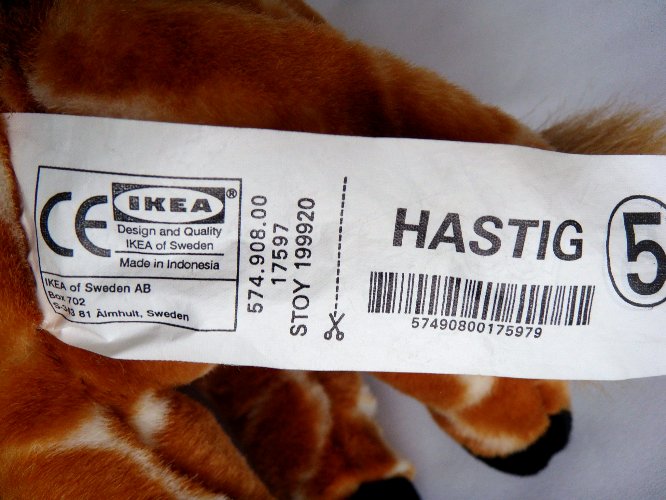 CE
IKEA®
Design and Quality
IKEA of Sweden
Made in Indonesia
IKEA of Sweden AB
Box 702
S-343 81 Älmhult, Sweden
574.908.00
17597
STOY 199920
HASTIG
57490800175979
5